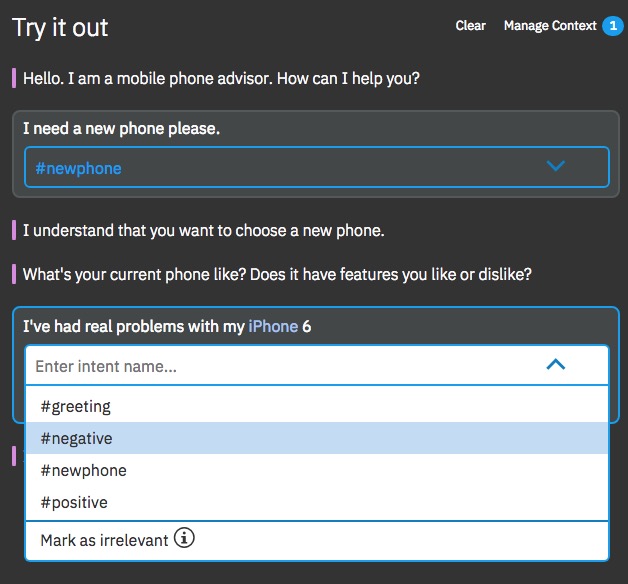 Try it out
Clear
Manage Context 1
Hello. I am a mobile phone advisor. How can I help you?
I need a new phone please.
#newphone
I understand that you want to choose a new phone.
What's your current phone like? Does it have features you like or dislike?
I've had real problems with my iPhone 6
Enter intent name...
#greeting
#negative
#newphone
#positive
Mark as irrelevant